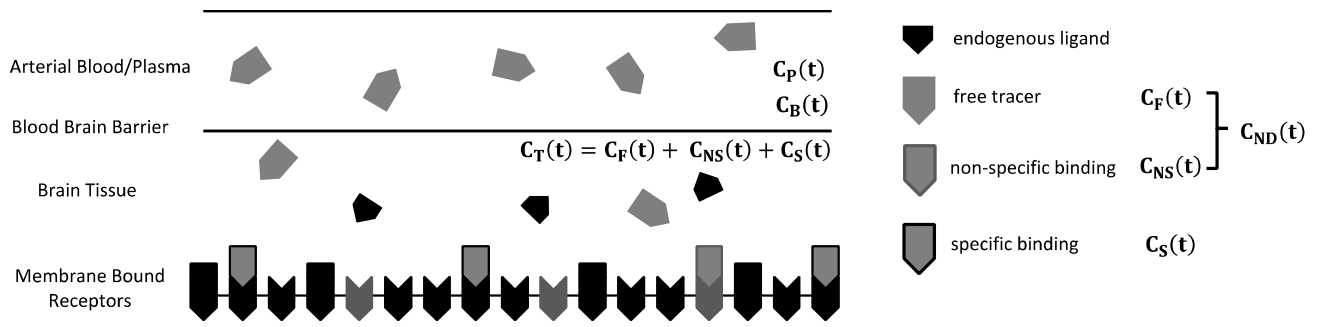 Arterial Blood/Plasma
C_P(t)
C_B(t)
Blood Brain Barrier
C_T(t) = C_F(t) + C_NS(t) + C_S(t)
Brain Tissue
Membrane Bound
Receptors
endogenous ligand
free tracer C_F(t)
C_ND(t)
non-specific binding C_NS(t)
specific binding C_S(t)